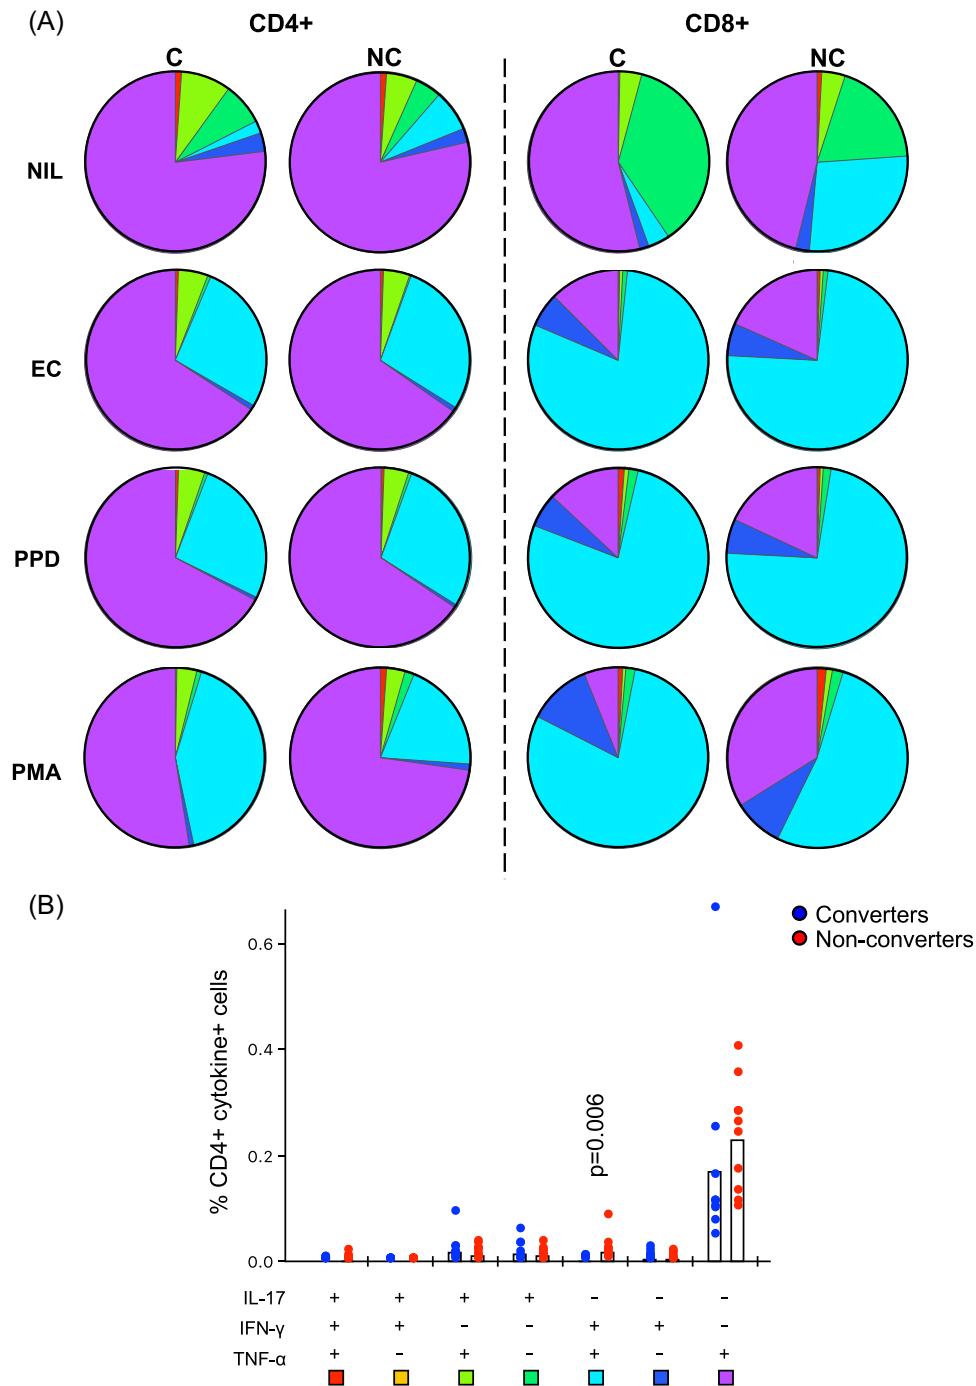 (A)
CD4+ CD8+
C NC C NC
NIL
EC
PPD
PMA
(B)
Converters
Non-converters
% CD4+ cytokine+ cells
0.6
0.4
0.2
0.0
p=0.006
IL-17 + + + + - - -
IFN-γ + + - - + + -
TNF-α + - + - + - +